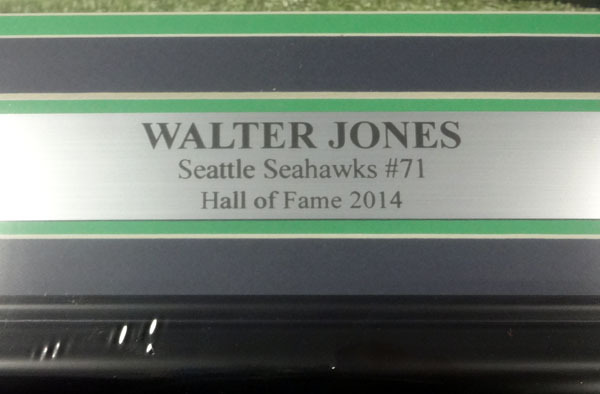 WALTER JONES
Seattle Seahawks #71
Hall of Fame 2014